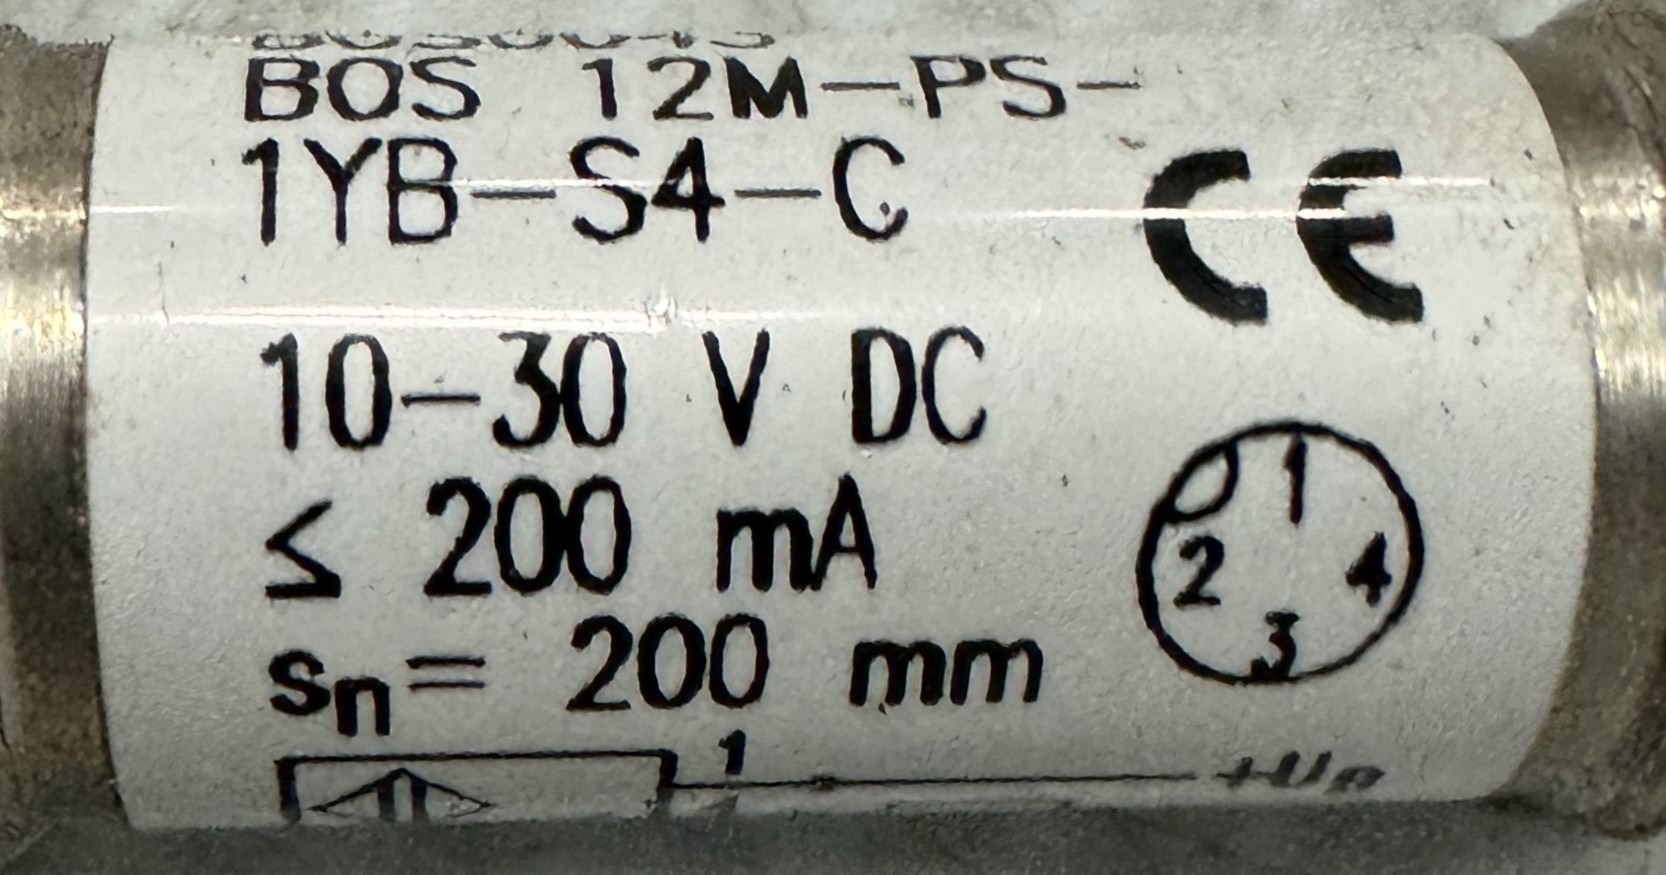 BOS 12M-PS-
1YB-S4-C
CE
10-30 V DC
≤ 200 mA
sn= 200 mm
1
2 4
3
1
+Up